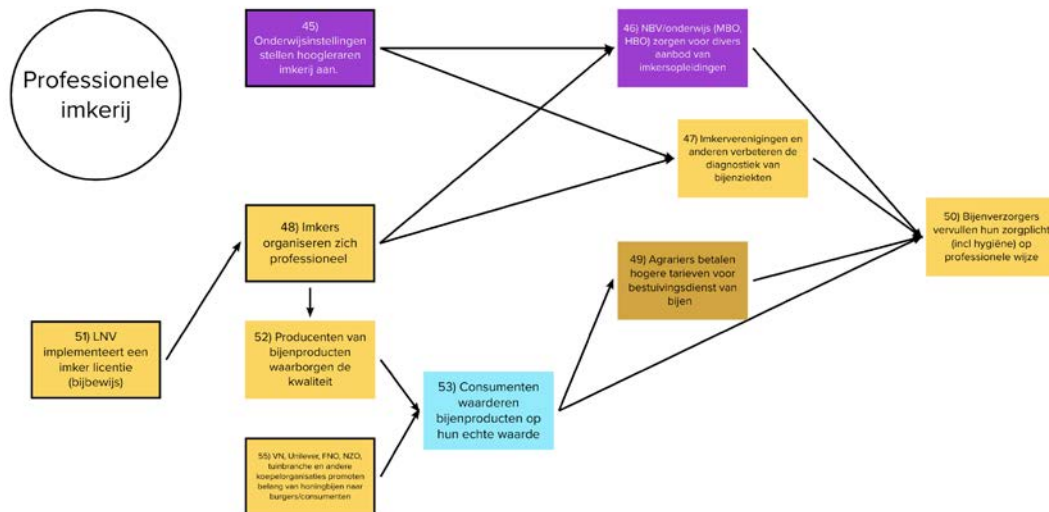 Professionele
imkerij
45)
Onderwijsinstellingen
stellen hoogleraren
imkerij aan.
46) NBV/onderwijs (MBO,
HBO) zorgen voor divers
aanbod van
imkersopleidingen
47) Imkerverenigingen en
anderen verbeteren de
diagnostiek van
bijenziekten
48) Imkers
organiseren zich
professioneel
49) Agrariers betalen
hogere tarieven voor
bestuivingsdienst van
bijen
50) Bijenverzorgers
vervullen hun zorgplicht
(incl hygiëne) op
professionele wijze
51) LNV
implementeert een
imker licentie
(bijbewijs)
52) Producenten van
bijenproducten
waarborgen de
kwaliteit
53) Consumenten
waarderen
bijenproducten op
hun echte waarde
55) VN, Unilever, FNO, NZO,
tuinbranche en andere
koepelorganisaties promoten
belang van honingbijen naar
burgers/consumenten